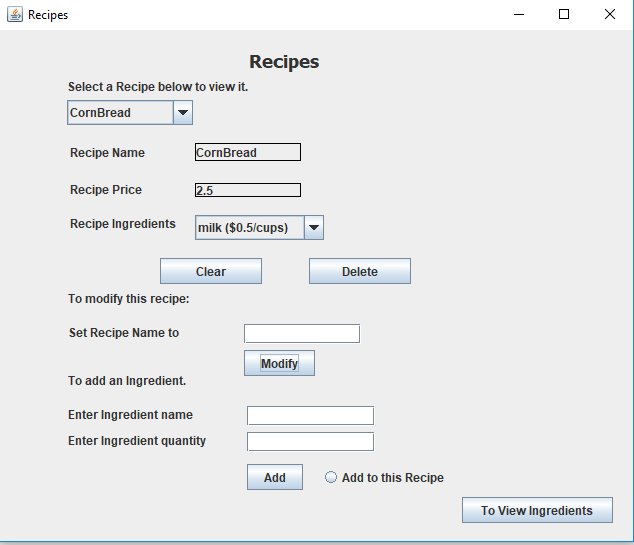 Recipes
Recipes
Select a Recipe below to view it.
CornBread
Recipe Name CornBread
Recipe Price 2.5
Recipe Ingredients milk ($0.5/cups)
Clear Delete
To modify this recipe:
Set Recipe Name to
Modify
To add an Ingredient.
Enter Ingredient name
Enter Ingredient quantity
Add Add to this Recipe
To View Ingredients